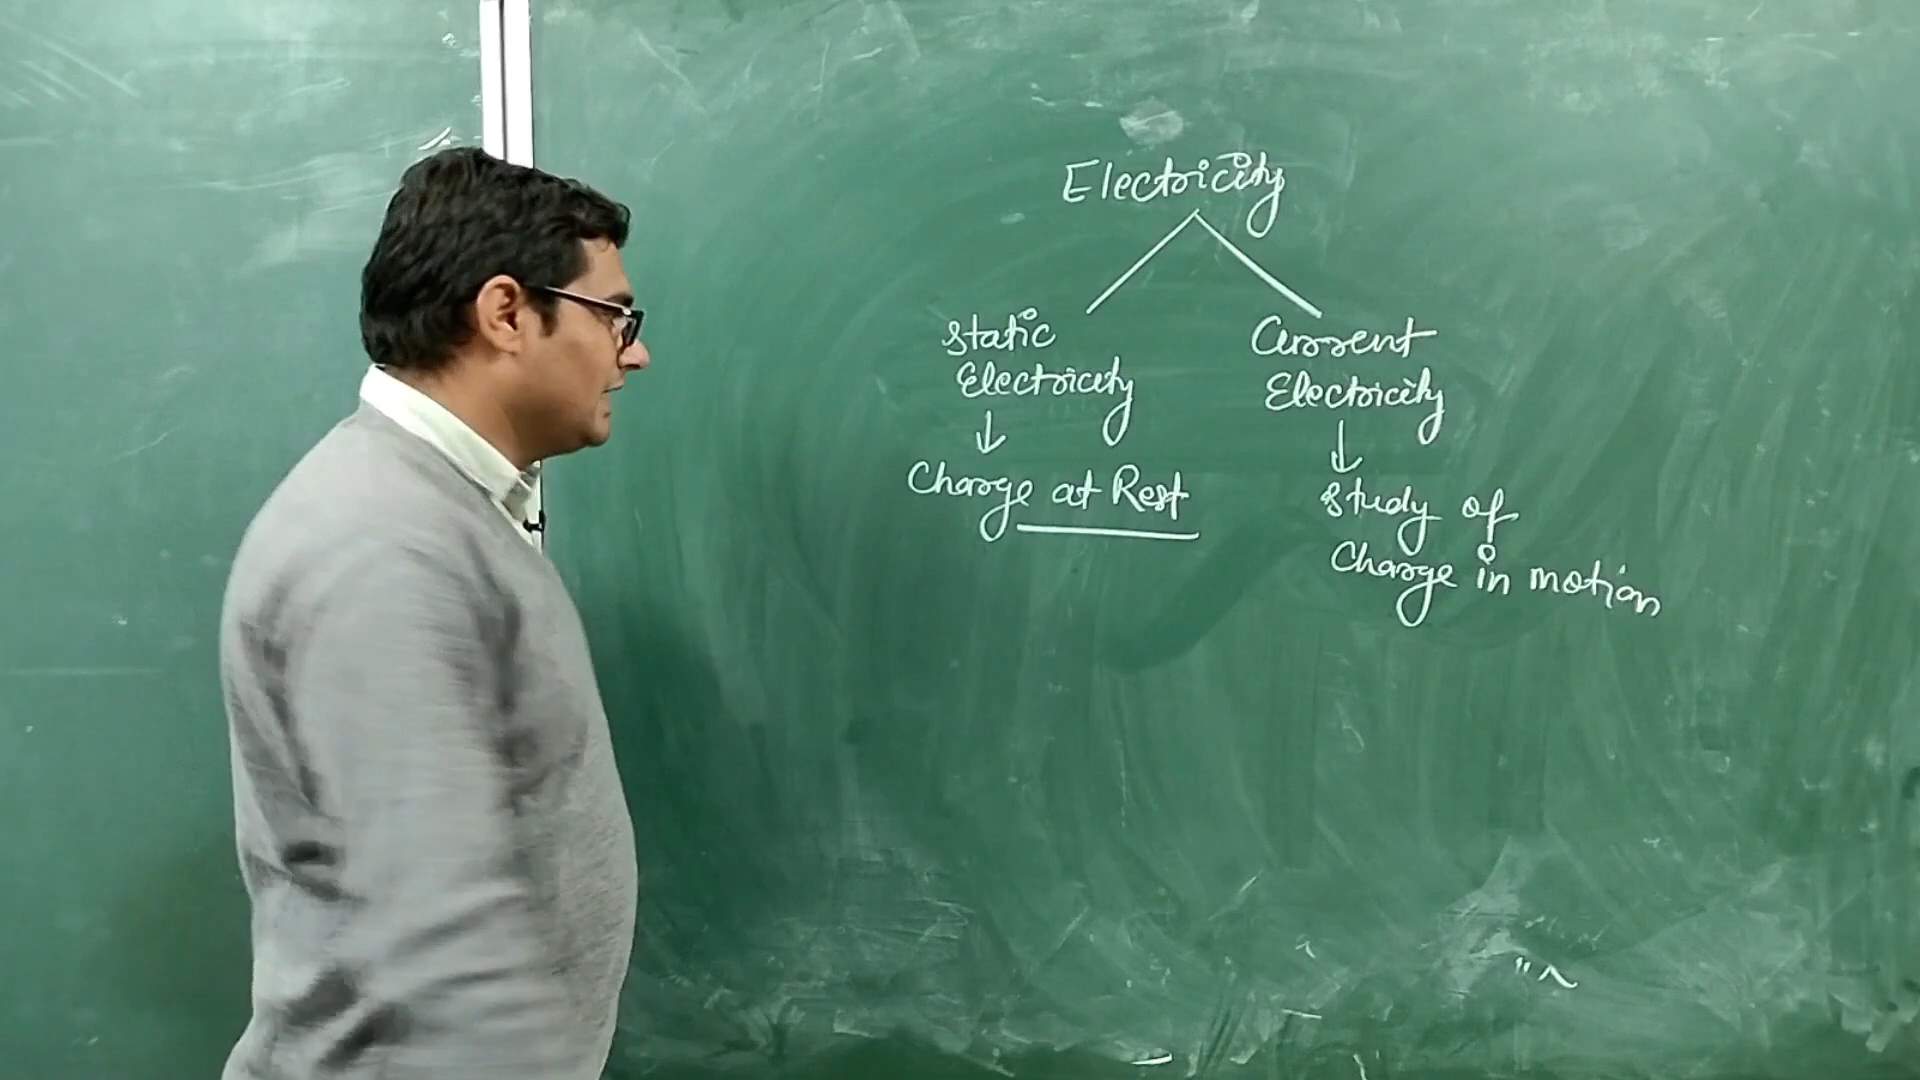 Electricity
Static
Electricity
↓
Charge at Rest
Current
Electricity
↓
Study of
Charge in motion